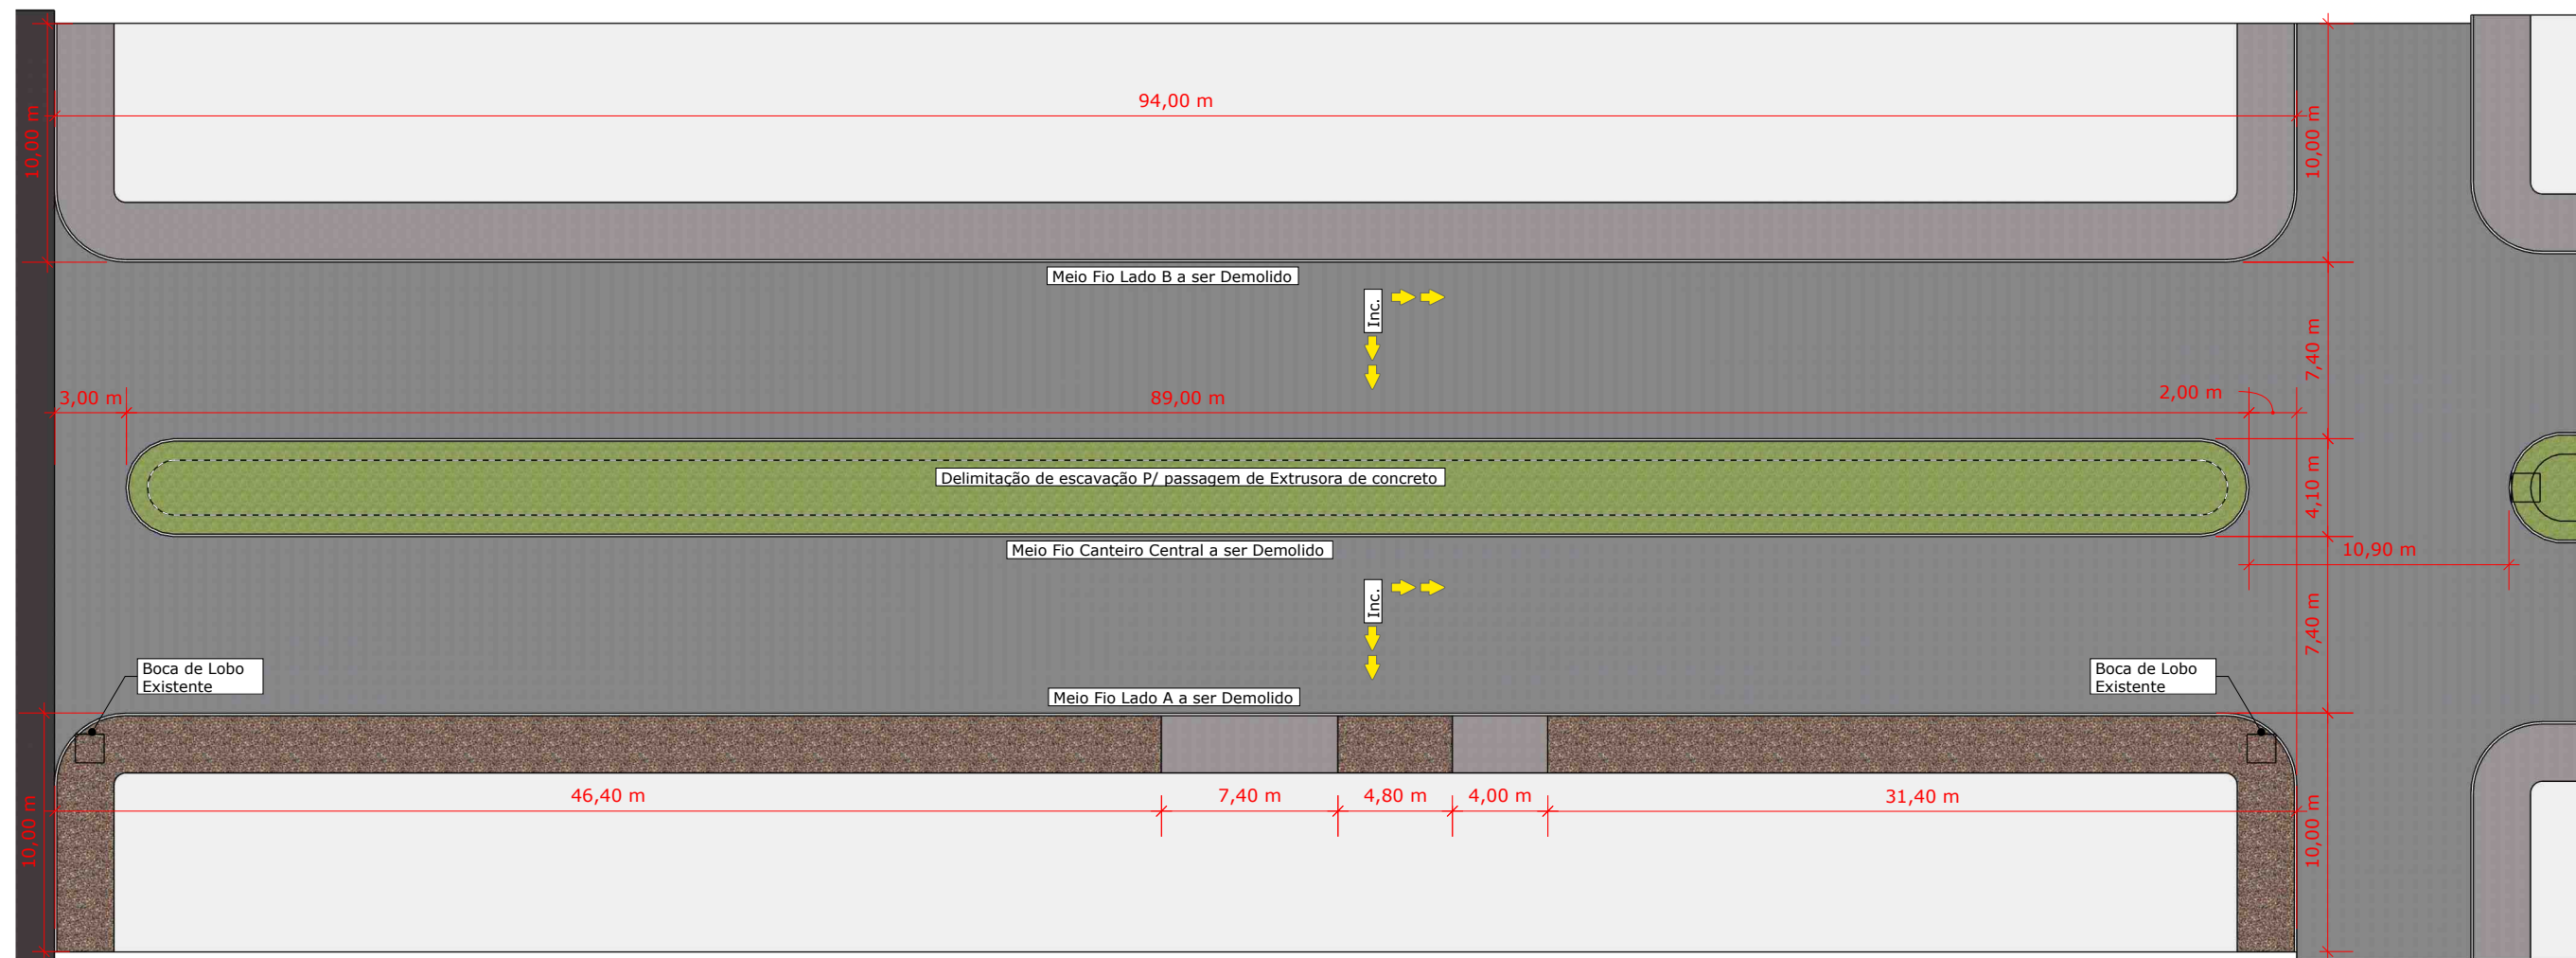 94,00 m
10,00 m
10,00 m
Meio Fio Lado B a ser Demolido
Inc.
7,40 m
3,00 m
89,00 m
2,00 m
Delimitação de escavação P/ passagem de Extrusora de concreto
4,10 m
Meio Fio Canteiro Central a ser Demolido
10,90 m
Inc.
7,40 m
Boca de Lobo
Existente
Boca de Lobo
Existente
Meio Fio Lado A a ser Demolido
46,40 m
7,40 m
4,80 m
4,00 m
31,40 m
10,00 m
10,00 m